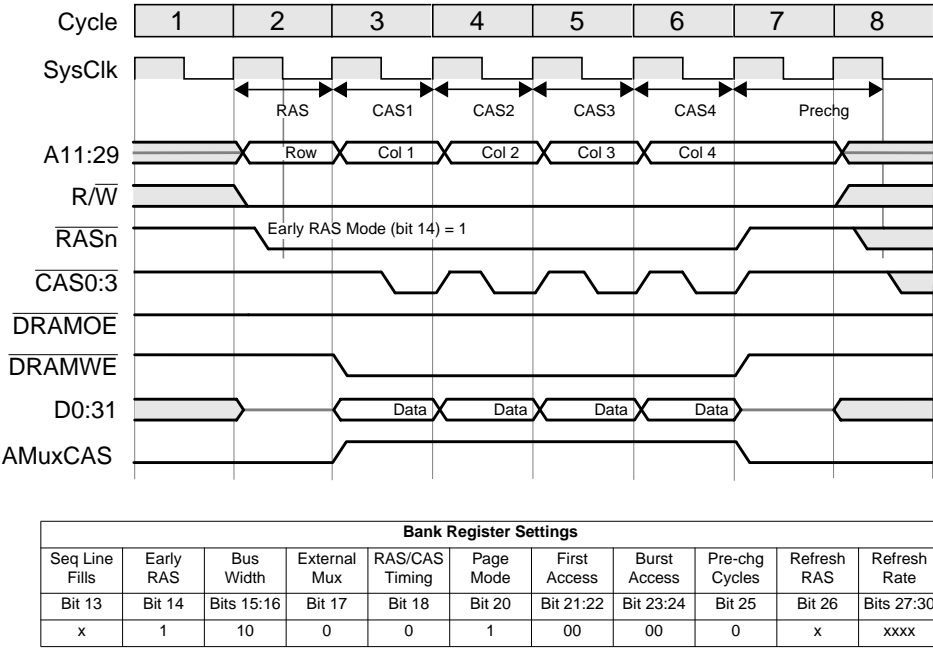 Cycle 1 2 3 4 5 6 7 8
SysClk
RAS CAS1 CAS2 CAS3 CAS4 Prechg
A11:29 Row Col 1 Col 2 Col 3 Col 4
R/W̅
R̅A̅S̅n̅ Early RAS Mode (bit 14) = 1
C̅A̅S̅0:3
D̅R̅A̅M̅O̅E̅
D̅R̅A̅M̅W̅E̅
D0:31 Data Data Data Data
AMuxCAS
Bank Register Settings
Seq Line Early Bus External RAS/CAS Page First Burst Pre-chg Refresh Refresh
Fills RAS Width Mux Timing Mode Access Access Cycles RAS Rate
Bit 13 Bit 14 Bits 15:16 Bit 17 Bit 18 Bit 20 Bit 21:22 Bit 23:24 Bit 25 Bit 26 Bits 27:30
x 1 10 0 0 1 00 00 0 x xxxx